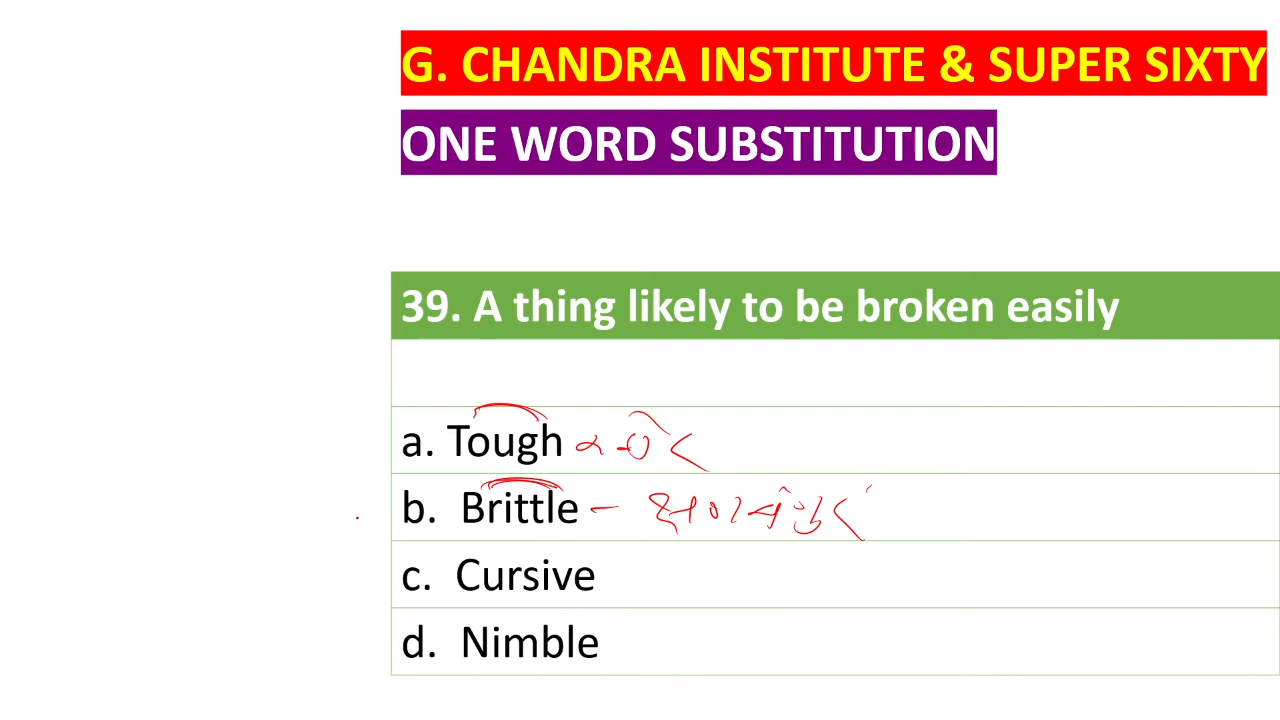 G. CHANDRA INSTITUTE & SUPER SIXTY
ONE WORD SUBSTITUTION
39. A thing likely to be broken easily
a. Tough
b. Brittle -
c. Cursive
d. Nimble